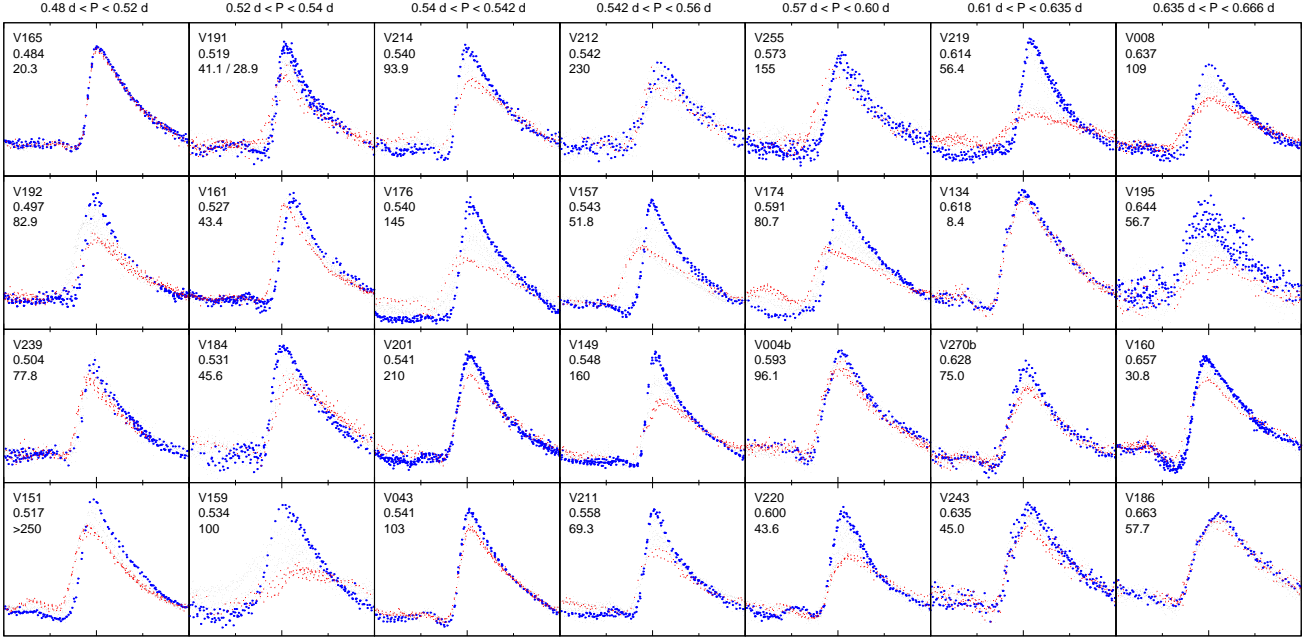 0.48 d < P < 0.52 d
0.52 d < P < 0.54 d
0.54 d < P < 0.542 d
0.542 d < P < 0.56 d
0.57 d < P < 0.60 d
0.61 d < P < 0.635 d
0.635 d < P < 0.666 d
V165
0.484
20.3
V191
0.519
41.1 / 28.9
V214
0.540
93.9
V212
0.542
230
V255
0.573
155
V219
0.614
56.4
V008
0.637
109
V192
0.497
82.9
V161
0.527
43.4
V176
0.540
145
V157
0.543
51.8
V174
0.591
80.7
V134
0.618
8.4
V195
0.644
56.7
V239
0.504
77.8
V184
0.531
45.6
V201
0.541
210
V149
0.548
160
V004b
0.593
96.1
V270b
0.628
75.0
V160
0.657
30.8
V151
0.517
>250
V159
0.534
100
V043
0.541
103
V211
0.558
69.3
V220
0.600
43.6
V243
0.635
45.0
V186
0.663
57.7